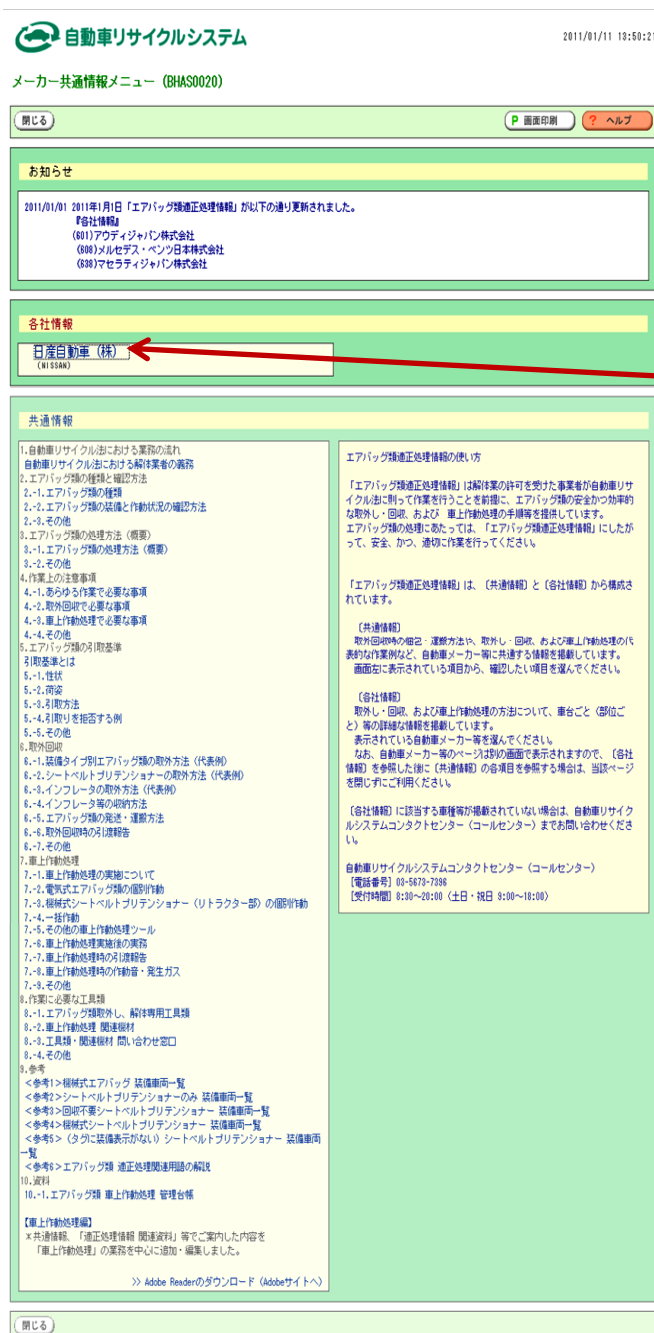 自動車リサイクルシステム
2011/01/11 13:50:21
メーカー共通情報メニュー (BHAS0020)
閉じる
P 画面印刷
? ヘルプ
お知らせ
2011/01/01 2011年1月1日「エアバッグ類適正処理情報」が以下の通り更新されました。
『各社情報』
(601)アウディジャパン株式会社
(608)メルセデス・ベンツ日本株式会社
(638)マセラティジャパン株式会社
各社情報
日産自動車(株)
(NISSAN)
共通情報
1.自動車リサイクル法における業務の流れ
自動車リサイクル法における解体業者の義務
2.エアバッグ類の種類と確認方法
2.-1.エアバッグ類の種類
2.-2.エアバッグ類の装備と作動状況の確認方法
2.-3.その他
3.エアバッグ類の処理方法(概要)
3.-1.エアバッグ類の処理方法(概要)
3.-2.その他
4.作業上の注意事項
4.-1.あらゆる作業で必要な事項
4.-2.取外回収で必要な事項
4.-3.車上作動処理で必要な事項
4.-4.その他
5.エアバッグ類の引取基準
引取基準とは
5.-1.性状
5.-2.荷姿
5.-3.引取方法
5.-4.引取りを拒否する例
5.-5.その他
6.取外回収
6.-1.装備タイプ別エアバッグ類の取外方法(代表例)
6.-2.シートベルトプリテンショナーの取外方法(代表例)
6.-3.インフレータの取外方法(代表例)
6.-4.インフレータ等の収納方法
6.-5.エアバッグ類の発送・運搬方法
6.-6.取外回収時の引渡報告
6.-7.その他
7.車上作動処理
7.-1.車上作動処理の実施について
7.-2.電気式エアバッグ類の個別作動
7.-3.機械式シートベルトプリテンショナー(リトラクター部)の個別作動
7.-4.一括作動
7.-5.その他の車上作動処理ツール
7.-6.車上作動処理実施後の実務
7.-7.車上作動処理時の引渡報告
7.-8.車上作動処理時の作動音・発生ガス
7.-9.その他
8.作業に必要な工具類
8.-1.エアバッグ類取外し、解体専用工具類
8.-2.車上作動処理 関連機材
8.-3.工具類・関連機材 問い合わせ窓口
8.-4.その他
9.参考
<参考1>機械式エアバッグ 装備車両一覧
<参考2>シートベルトプリテンショナーのみ 装備車両一覧
<参考3>回収不要シートベルトプリテンショナー 装備車両一覧
<参考4>機械式シートベルトプリテンショナー 装備車両一覧
<参考5>(タグに装備表示がない)シートベルトプリテンショナー 装備車両
一覧
<参考6>エアバッグ類 適正処理関連用語の解説
10.資料
10.-1.エアバッグ類 車上作動処理 管理台帳
【車上作動処理編】
※共通情報、「適正処理情報 関連資料」等でご案内した内容を
「車上作動処理」の業務を中心に追加・編集しました。
>> Adobe Readerのダウンロード(Adobeサイトへ)
エアバッグ類適正処理情報の使い方
「エアバッグ類適正処理情報」は解体業の許可を受けた事業者が自動車リサ
イクル法に則って作業を行うことを前提に、エアバッグ類の安全かつ効率的
な取外し・回収、および 車上作動処理の手順等を提供しています。
エアバッグ類の処理にあたっては、「エアバッグ類適正処理情報」にしたが
って、安全、かつ、適切に作業を行ってください。
「エアバッグ類適正処理情報」は、〔共通情報〕と〔各社情報〕から構成さ
れています。
〔共通情報〕
取外回収時の梱包・運搬方法や、取外し・回収、および車上作動処理の代
表的な作業例など、自動車メーカー等に共通する情報を掲載しています。
画面左に表示されている項目から、確認したい項目を選んでください。
〔各社情報〕
取外し・回収、および車上作動処理の方法について、車台ごと(部位ご
と)等の詳細な情報を掲載しています。
表示されている自動車メーカー等を選んでください。
なお、自動車メーカー等のページは別の画面で表示されますので、〔各社
情報〕を参照した後に〔共通情報〕の各項目を参照する場合は、当該ページ
を閉じずにご利用ください。
〔各社情報〕に該当する車種等が掲載されていない場合は、自動車リサイク
ルシステムコンタクトセンター(コールセンター)までお問い合わせくださ
い。
自動車リサイクルシステムコンタクトセンター(コールセンター)
[電話番号] 03-5673-7396
[受付時間] 8:30~20:00(土日・祝日 9:00~18:00)
閉じる